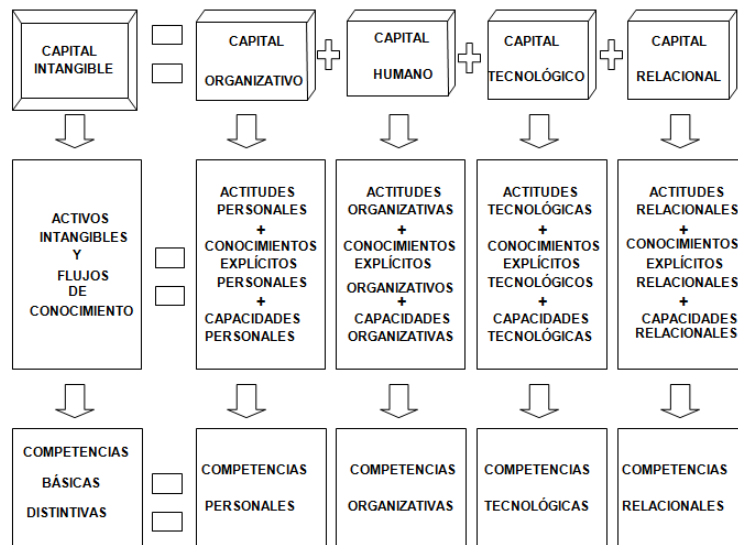 CAPITAL
INTANGIBLE
CAPITAL
ORGANIZATIVO
CAPITAL
HUMANO
CAPITAL
TECNOLÓGICO
CAPITAL
RELACIONAL
ACTIVOS
INTANGIBLES
Y
FLUJOS
DE
CONOCIMIENTO
ACTITUDES
PERSONALES
+
CONOCIMIENTOS
EXPLÍCITOS
PERSONALES
+
CAPACIDADES
PERSONALES
ACTITUDES
ORGANIZATIVAS
+
CONOCIMIENTOS
EXPLÍCITOS
ORGANIZATIVOS
+
CAPACIDADES
ORGANIZATIVAS
ACTITUDES
TECNOLÓGICAS
+
CONOCIMIENTOS
EXPLÍCITOS
TECNOLÓGICOS
+
CAPACIDADES
TECNOLÓGICAS
ACTITUDES
RELACIONALES
+
CONOCIMIENTOS
EXPLÍCITOS
RELACIONALES
+
CAPACIDADES
RELACIONALES
COMPETENCIAS
BÁSICAS
DISTINTIVAS
COMPETENCIAS
PERSONALES
COMPETENCIAS
ORGANIZATIVAS
COMPETENCIAS
TECNOLÓGICAS
COMPETENCIAS
RELACIONALES